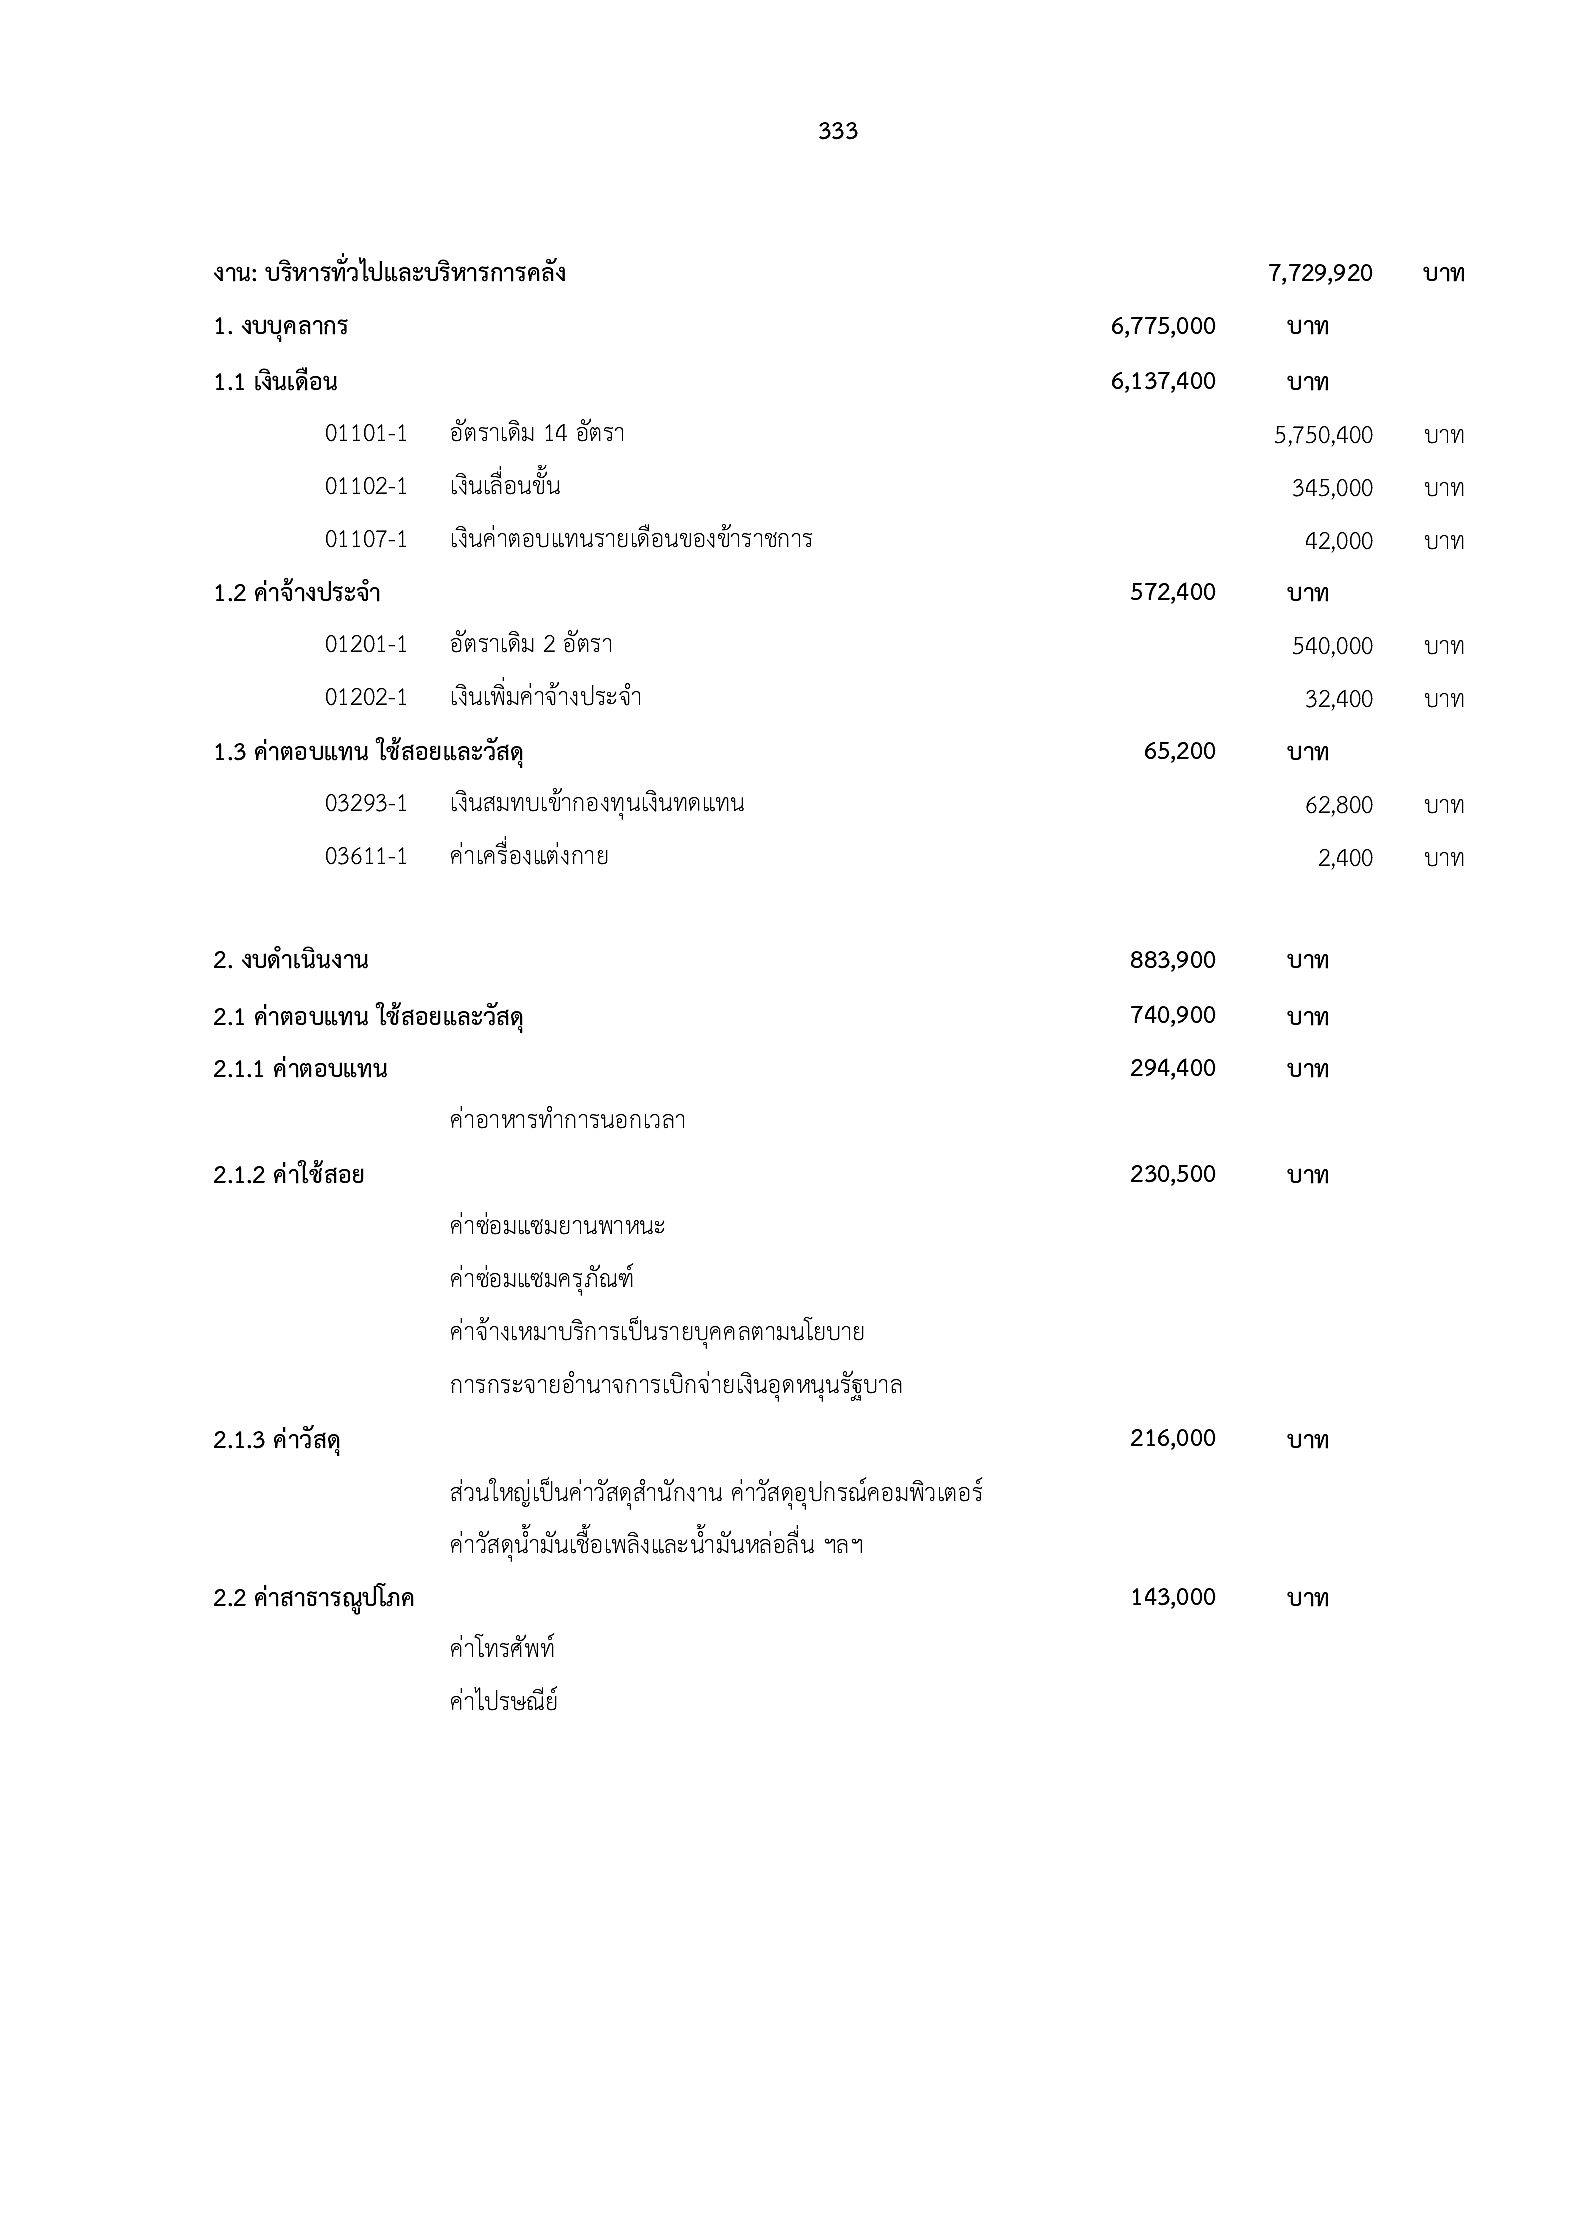 333
งาน: บริหารทั่วไปและบริหารการคลัง 7,729,920 บาท
1. งบบุคลากร 6,775,000 บาท
1.1 เงินเดือน 6,137,400 บาท
01101-1 อัตราเดิม 14 อัตรา 5,750,400 บาท
01102-1 เงินเลื่อนขั้น 345,000 บาท
01107-1 เงินค่าตอบแทนรายเดือนของข้าราชการ 42,000 บาท
1.2 ค่าจ้างประจำ 572,400 บาท
01201-1 อัตราเดิม 2 อัตรา 540,000 บาท
01202-1 เงินเพิ่มค่าจ้างประจำ 32,400 บาท
1.3 ค่าตอบแทน ใช้สอยและวัสดุ 65,200 บาท
03293-1 เงินสมทบเข้ากองทุนเงินทดแทน 62,800 บาท
03611-1 ค่าเครื่องแต่งกาย 2,400 บาท
2. งบดำเนินงาน 883,900 บาท
2.1 ค่าตอบแทน ใช้สอยและวัสดุ 740,900 บาท
2.1.1 ค่าตอบแทน 294,400 บาท
ค่าอาหารทำการนอกเวลา
2.1.2 ค่าใช้สอย 230,500 บาท
ค่าซ่อมแซมยานพาหนะ
ค่าซ่อมแซมครุภัณฑ์
ค่าจ้างเหมาบริการเป็นรายบุคคลตามนโยบาย
การกระจายอำนาจการเบิกจ่ายเงินอุดหนุนรัฐบาล
2.1.3 ค่าวัสดุ 216,000 บาท
ส่วนใหญ่เป็นค่าวัสดุสำนักงาน ค่าวัสดุอุปกรณ์คอมพิวเตอร์
ค่าวัสดุน้ำมันเชื้อเพลิงและน้ำมันหล่อลื่น ฯลฯ
2.2 ค่าสาธารณูปโภค 143,000 บาท
ค่าโทรศัพท์
ค่าไปรษณีย์